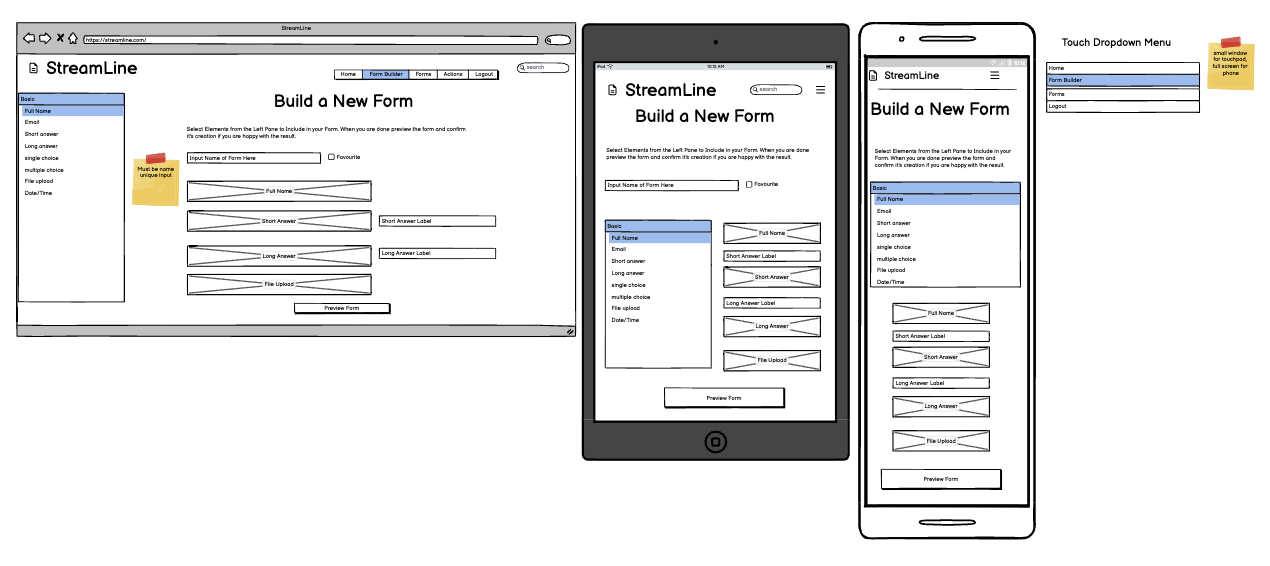 StreamLine
https://streamline.com/
StreamLine
search
Home
Form Builder
Forms
Actions
Logout
Basic
Full Name
Email
Short answer
Long answer
single choice
multiple choice
File upload
Date/Time
Must be name
unique input
Build a New Form
Select Elements from the Left Pane to Include in your Form. When you are done preview the form and confirm
it's creation if you are happy with the result.
Input Name of Form Here
Favourite
Full Name
Short Answer
Short Answer Label
Long Answer
Long Answer Label
File Upload
Preview Form
iPod
10:12 AM
StreamLine
search
Build a New Form
Select Elements from the Left Pane to Include in your Form. When you are done
preview the form and confirm it's creation if you are happy with the result.
Input Name of Form Here
Favourite
Basic
Full Name
Email
Short answer
Long answer
single choice
multiple choice
File upload
Date/Time
Full Name
Short Answer Label
Short Answer
Long Answer Label
Long Answer
File Upload
Preview Form
StreamLine
Build a New Form
Select Elements from the Left Pane to Include in your
Form. When you are done preview the form and
confirm it's creation if you are happy with the result.
Basic
Full Name
Email
Short answer
Long answer
single choice
multiple choice
File upload
Date/Time
Full Name
Short Answer Label
Short Answer
Long Answer Label
Long Answer
File Upload
Preview Form
Touch Dropdown Menu
Home
Form Builder
Forms
Logout
small window
for touchpad,
full screen for
phone